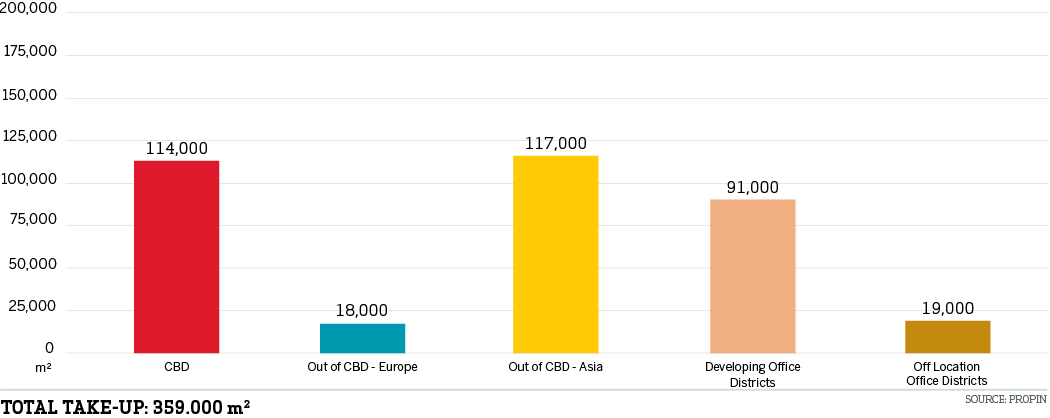 200,000
175,000
150,000
125,000
100,000
75,000
50,000
25,000
0
m²
114,000
18,000
117,000
91,000
19,000
CBD
Out of CBD - Europe
Out of CBD - Asia
Developing Office
Districts
Off Location
Office Districts
TOTAL TAKE-UP: 359.000 m²
SOURCE: PROPIN